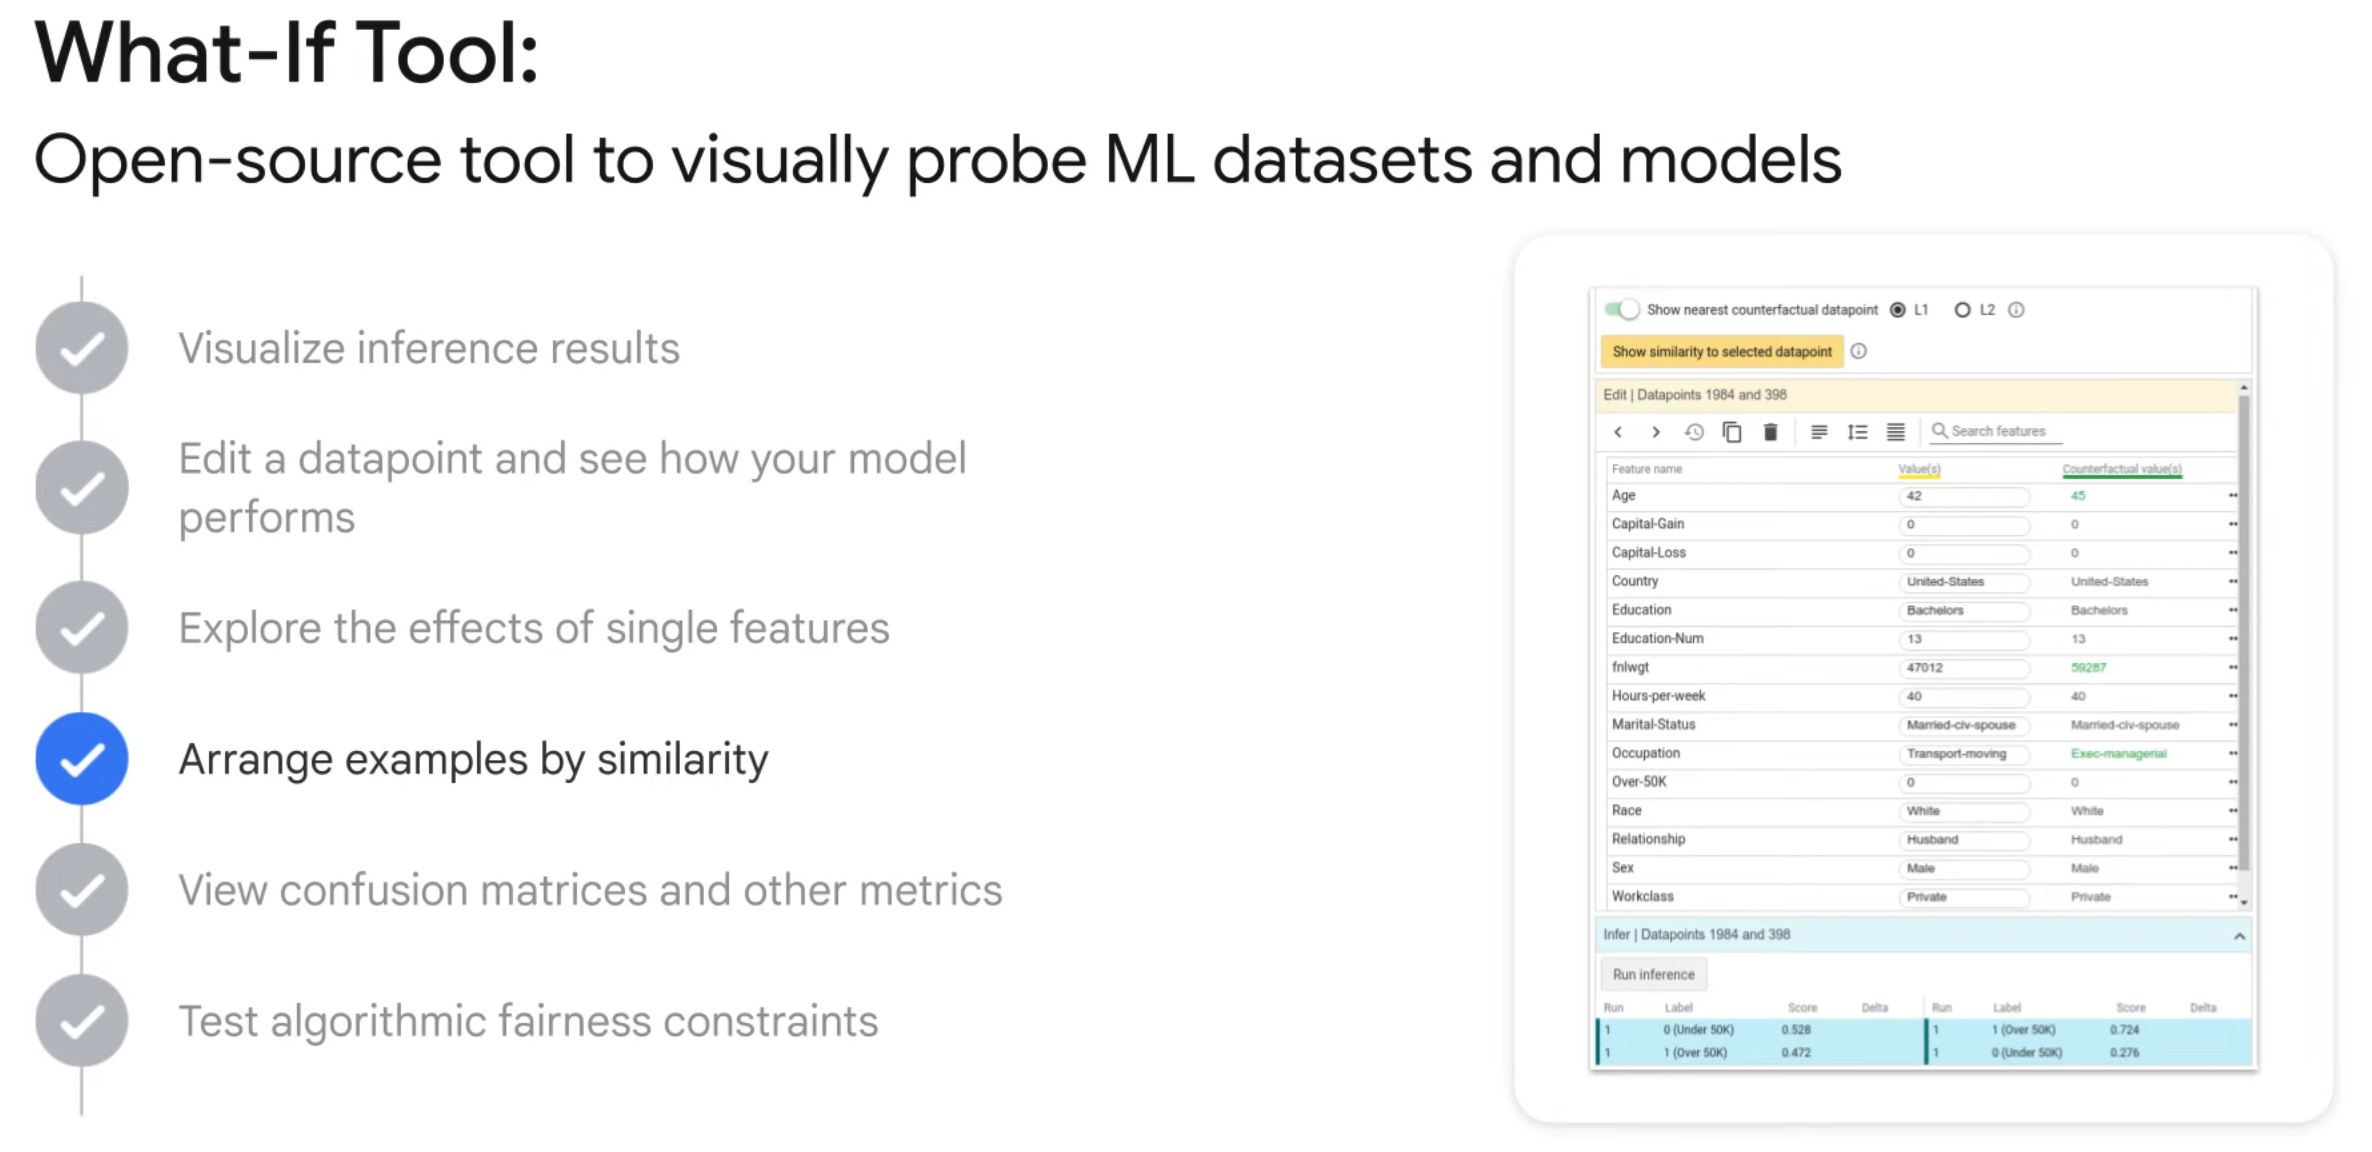 What-If Tool:
Open-source tool to visually probe ML datasets and models
Visualize inference results
Edit a datapoint and see how your model
performs
Explore the effects of single features
Arrange examples by similarity
View confusion matrices and other metrics
Test algorithmic fairness constraints
Show nearest counterfactual datapoint L1 L2
Show similarity to selected datapoint
Edit | Datapoints 1984 and 398
Search features
Feature name Value(s) Counterfactual value(s)
Age 42 45
Capital-Gain 0 0
Capital-Loss 0 0
Country United-States United-States
Education Bachelors Bachelors
Education-Num 13 13
fnlwgt 47012 59287
Hours-per-week 40 40
Marital-Status Married-civ-spouse Married-civ-spouse
Occupation Transport-moving Exec-managerial
Over-50K 0 0
Race White White
Relationship Husband Husband
Sex Male Male
Workclass Private Private
Infer | Datapoints 1984 and 398
Run inference
Run Label Score Delta Run Label Score Delta
1 0 (Under 50K) 0.528 1 1 (Over 50K) 0.724
1 1 (Over 50K) 0.472 1 0 (Under 50K) 0.276